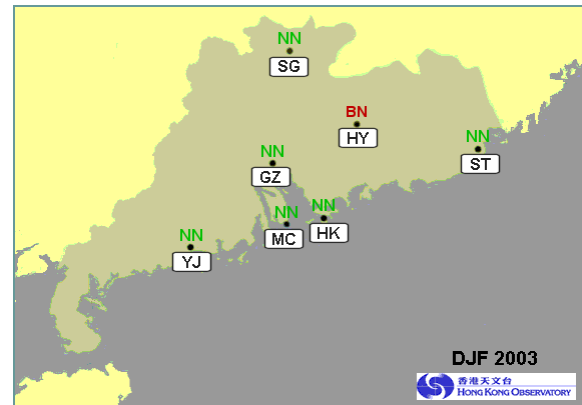 NN
SG
BN
HY
NN
ST
NN
GZ
NN
MC
NN
HK
NN
YJ
DJF 2003
香港天文台
HONG KONG OBSERVATORY